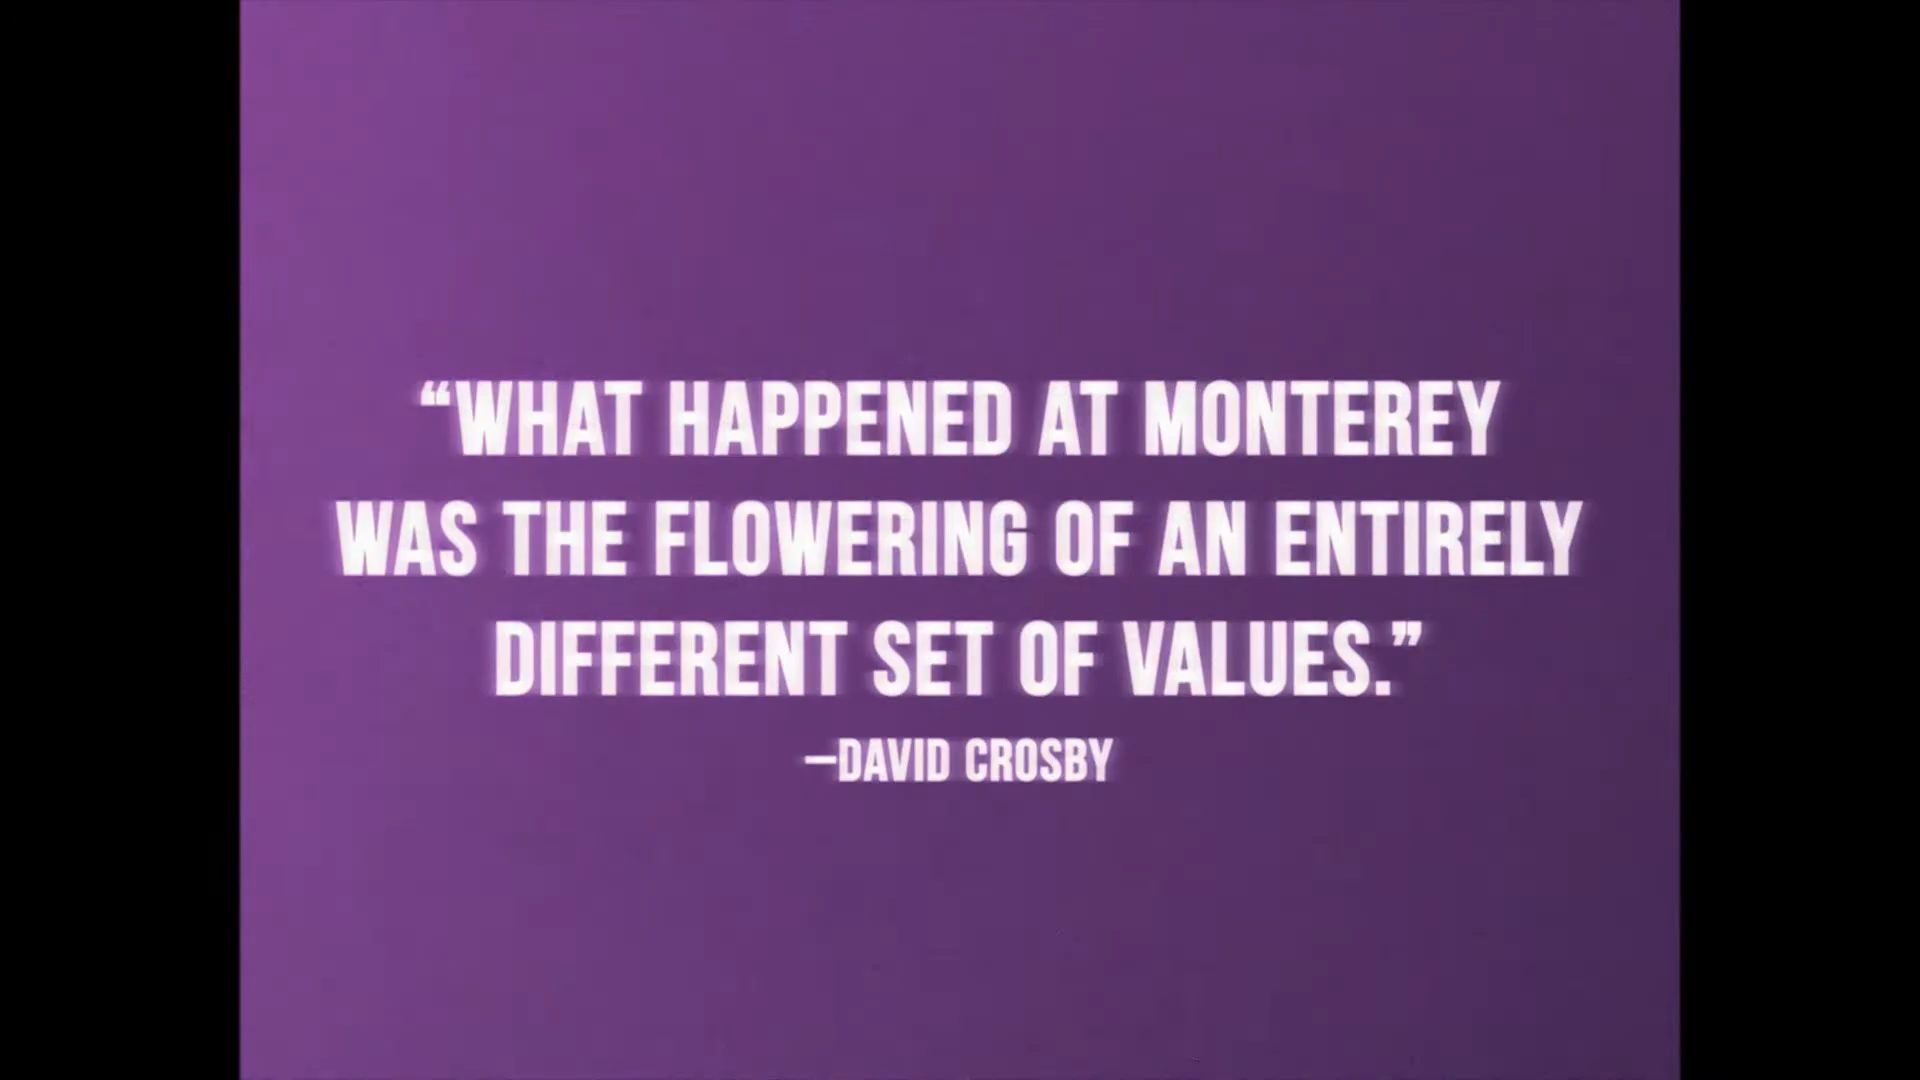 “WHAT HAPPENED AT MONTEREY
WAS THE FLOWERING OF AN ENTIRELY
DIFFERENT SET OF VALUES.”
—DAVID CROSBY